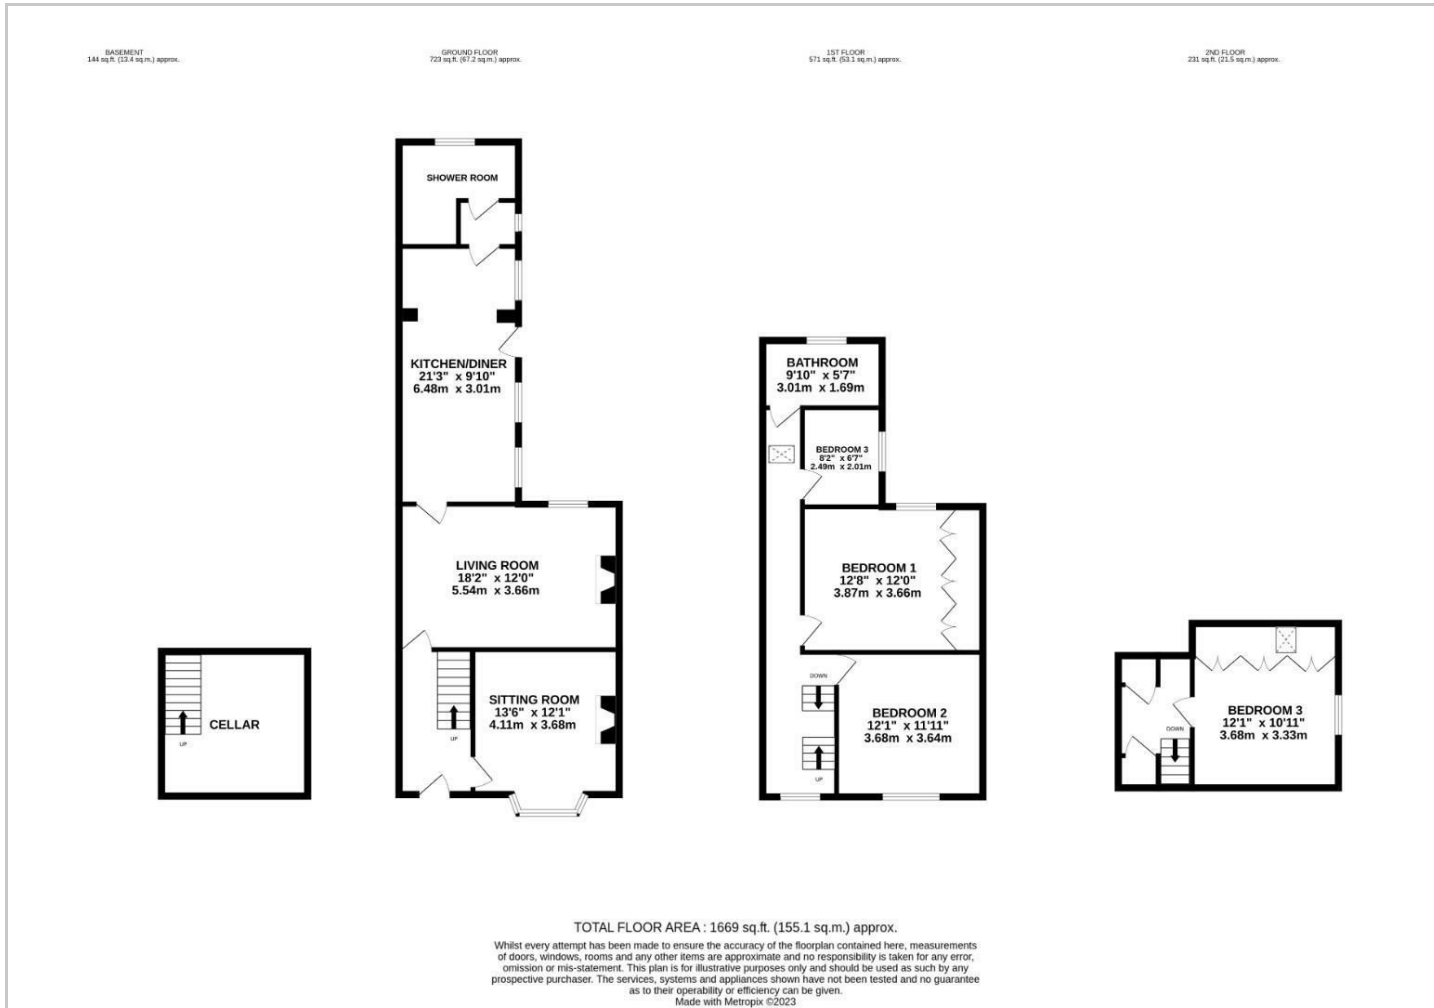 BASEMENT
144 sq.ft. (13.4 sq.m.) approx.
GROUND FLOOR
723 sq.ft. (67.2 sq.m.) approx.
1ST FLOOR
571 sq.ft. (53.1 sq.m.) approx.
2ND FLOOR
231 sq.ft. (21.5 sq.m.) approx.
CELLAR
UP
SHOWER ROOM
KITCHEN/DINER
21'3" x 9'10"
6.48m x 3.01m
LIVING ROOM
18'2" x 12'0"
5.54m x 3.66m
SITTING ROOM
13'6" x 12'1"
4.11m x 3.68m
UP
BATHROOM
9'10" x 5'7"
3.01m x 1.69m
BEDROOM 3
8'2" x 6'7"
2.49m x 2.01m
BEDROOM 1
12'8" x 12'0"
3.87m x 3.66m
DOWN
BEDROOM 2
12'1" x 11'11"
3.68m x 3.64m
UP
BEDROOM 3
12'1" x 10'11"
3.68m x 3.33m
DOWN
TOTAL FLOOR AREA : 1669 sq.ft. (155.1 sq.m.) approx.
Whilst every attempt has been made to ensure the accuracy of the floorplan contained here, measurements
of doors, windows, rooms and any other items are approximate and no responsibility is taken for any error,
omission or mis-statement. This plan is for illustrative purposes only and should be used as such by any
prospective purchaser. The services, systems and appliances shown have not been tested and no guarantee
as to their operability or efficiency can be given.
Made with Metropix ©2023